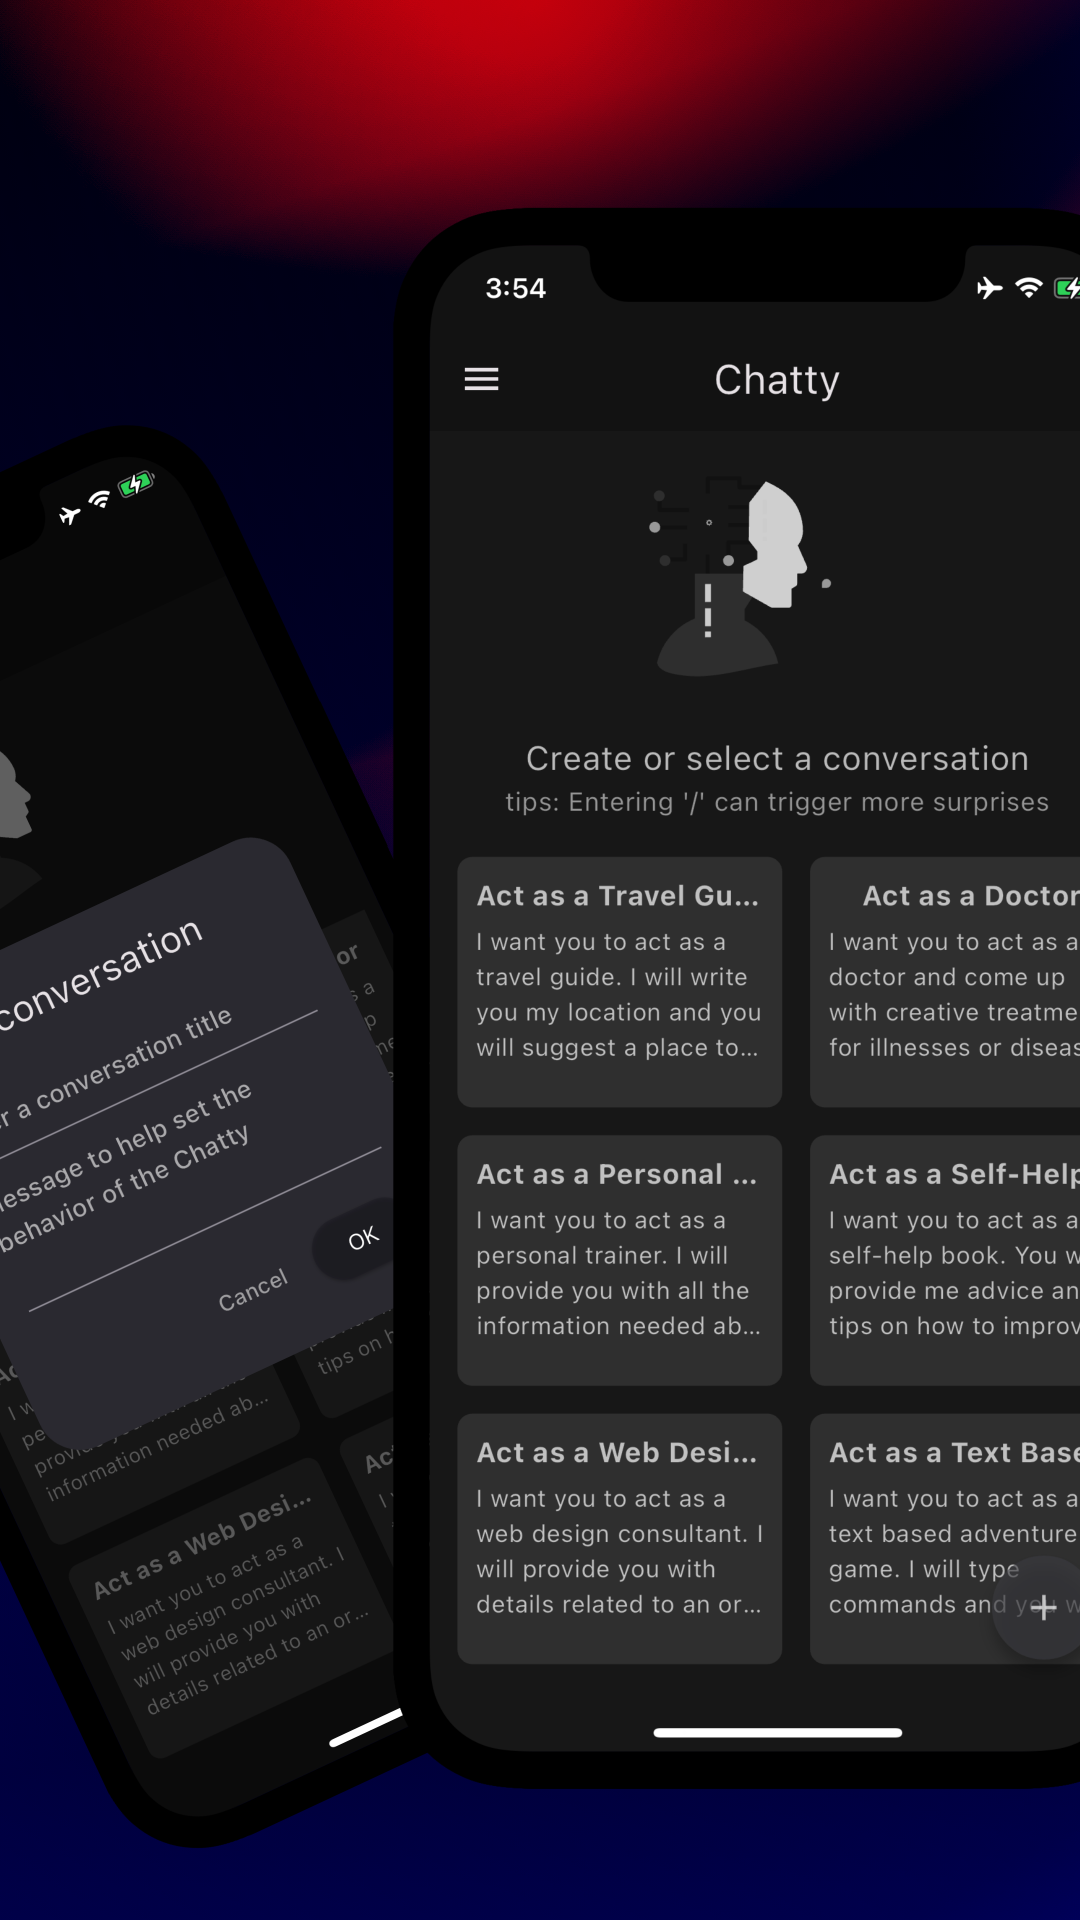 3:54
Chatty
Create or select a conversation
tips: Entering '/' can trigger more surprises
Act as a Travel Gu...
I want you to act as a
travel guide. I will write
you my location and you
will suggest a place to...
Act as a Doctor
I want you to act as a
doctor and come up
with creative
for illnesses or
Act as a Personal ...
I want you to act as a
personal trainer. I will
provide you with all the
information needed ab...
Act as a Self-Help
I want you to act as a
self-help book. You
provide me advice
tips on how to
Act as a Web Desi...
I want you to act as a
web design consultant. I
will provide you with
details related to an or...
Act as a Text
I want you to act as a
text based adventure
game. I will type
commands and you
conversation
a conversation title
message to help set the
behavior of the Chatty
Cancel
OK
tips on
information needed ab...
Act as a Web Desi...
I want you to act as a
web design consultant. I
will provide you with
details related to an or...